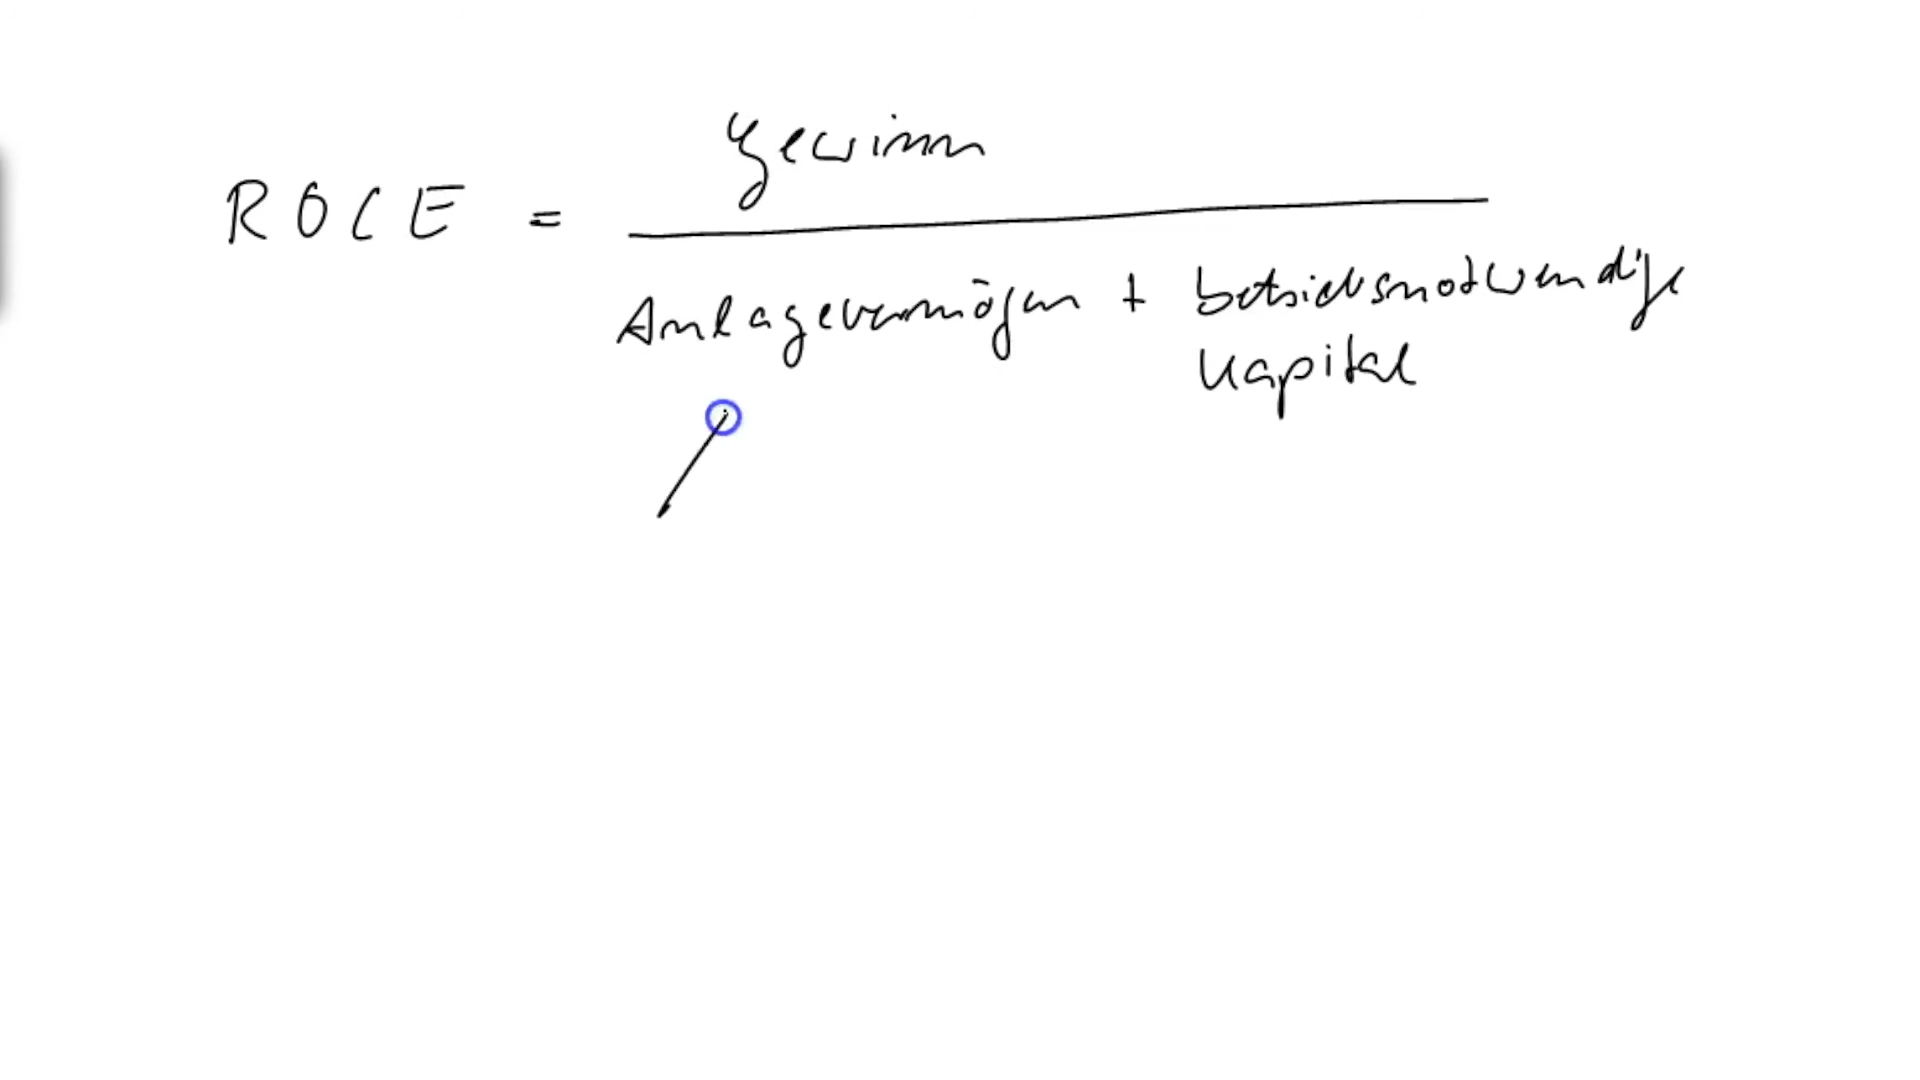 ROCE = Gewinn
Anlagevermögen + betriebsnotwendige
Kapital